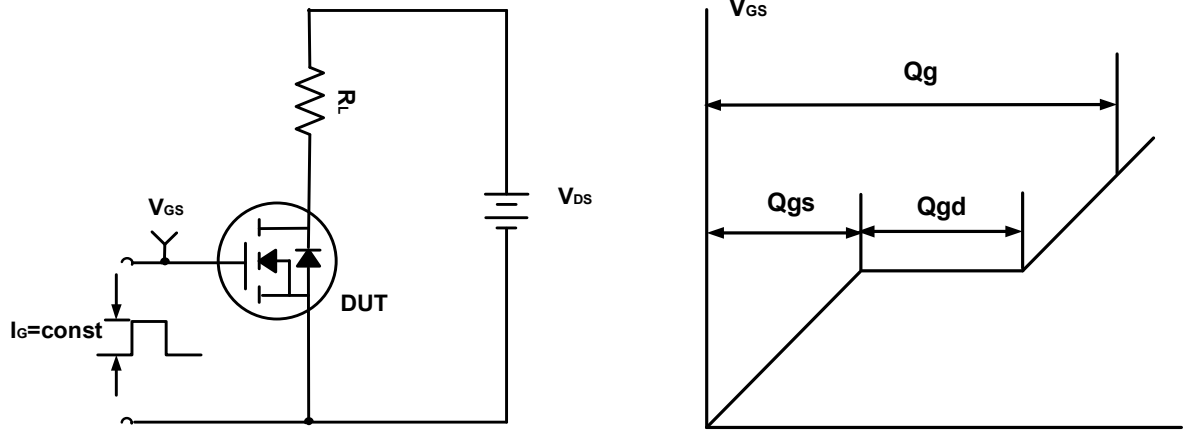 RL
VGS
VDS
DUT
IG=const
VGS
Qg
Qgs
Qgd